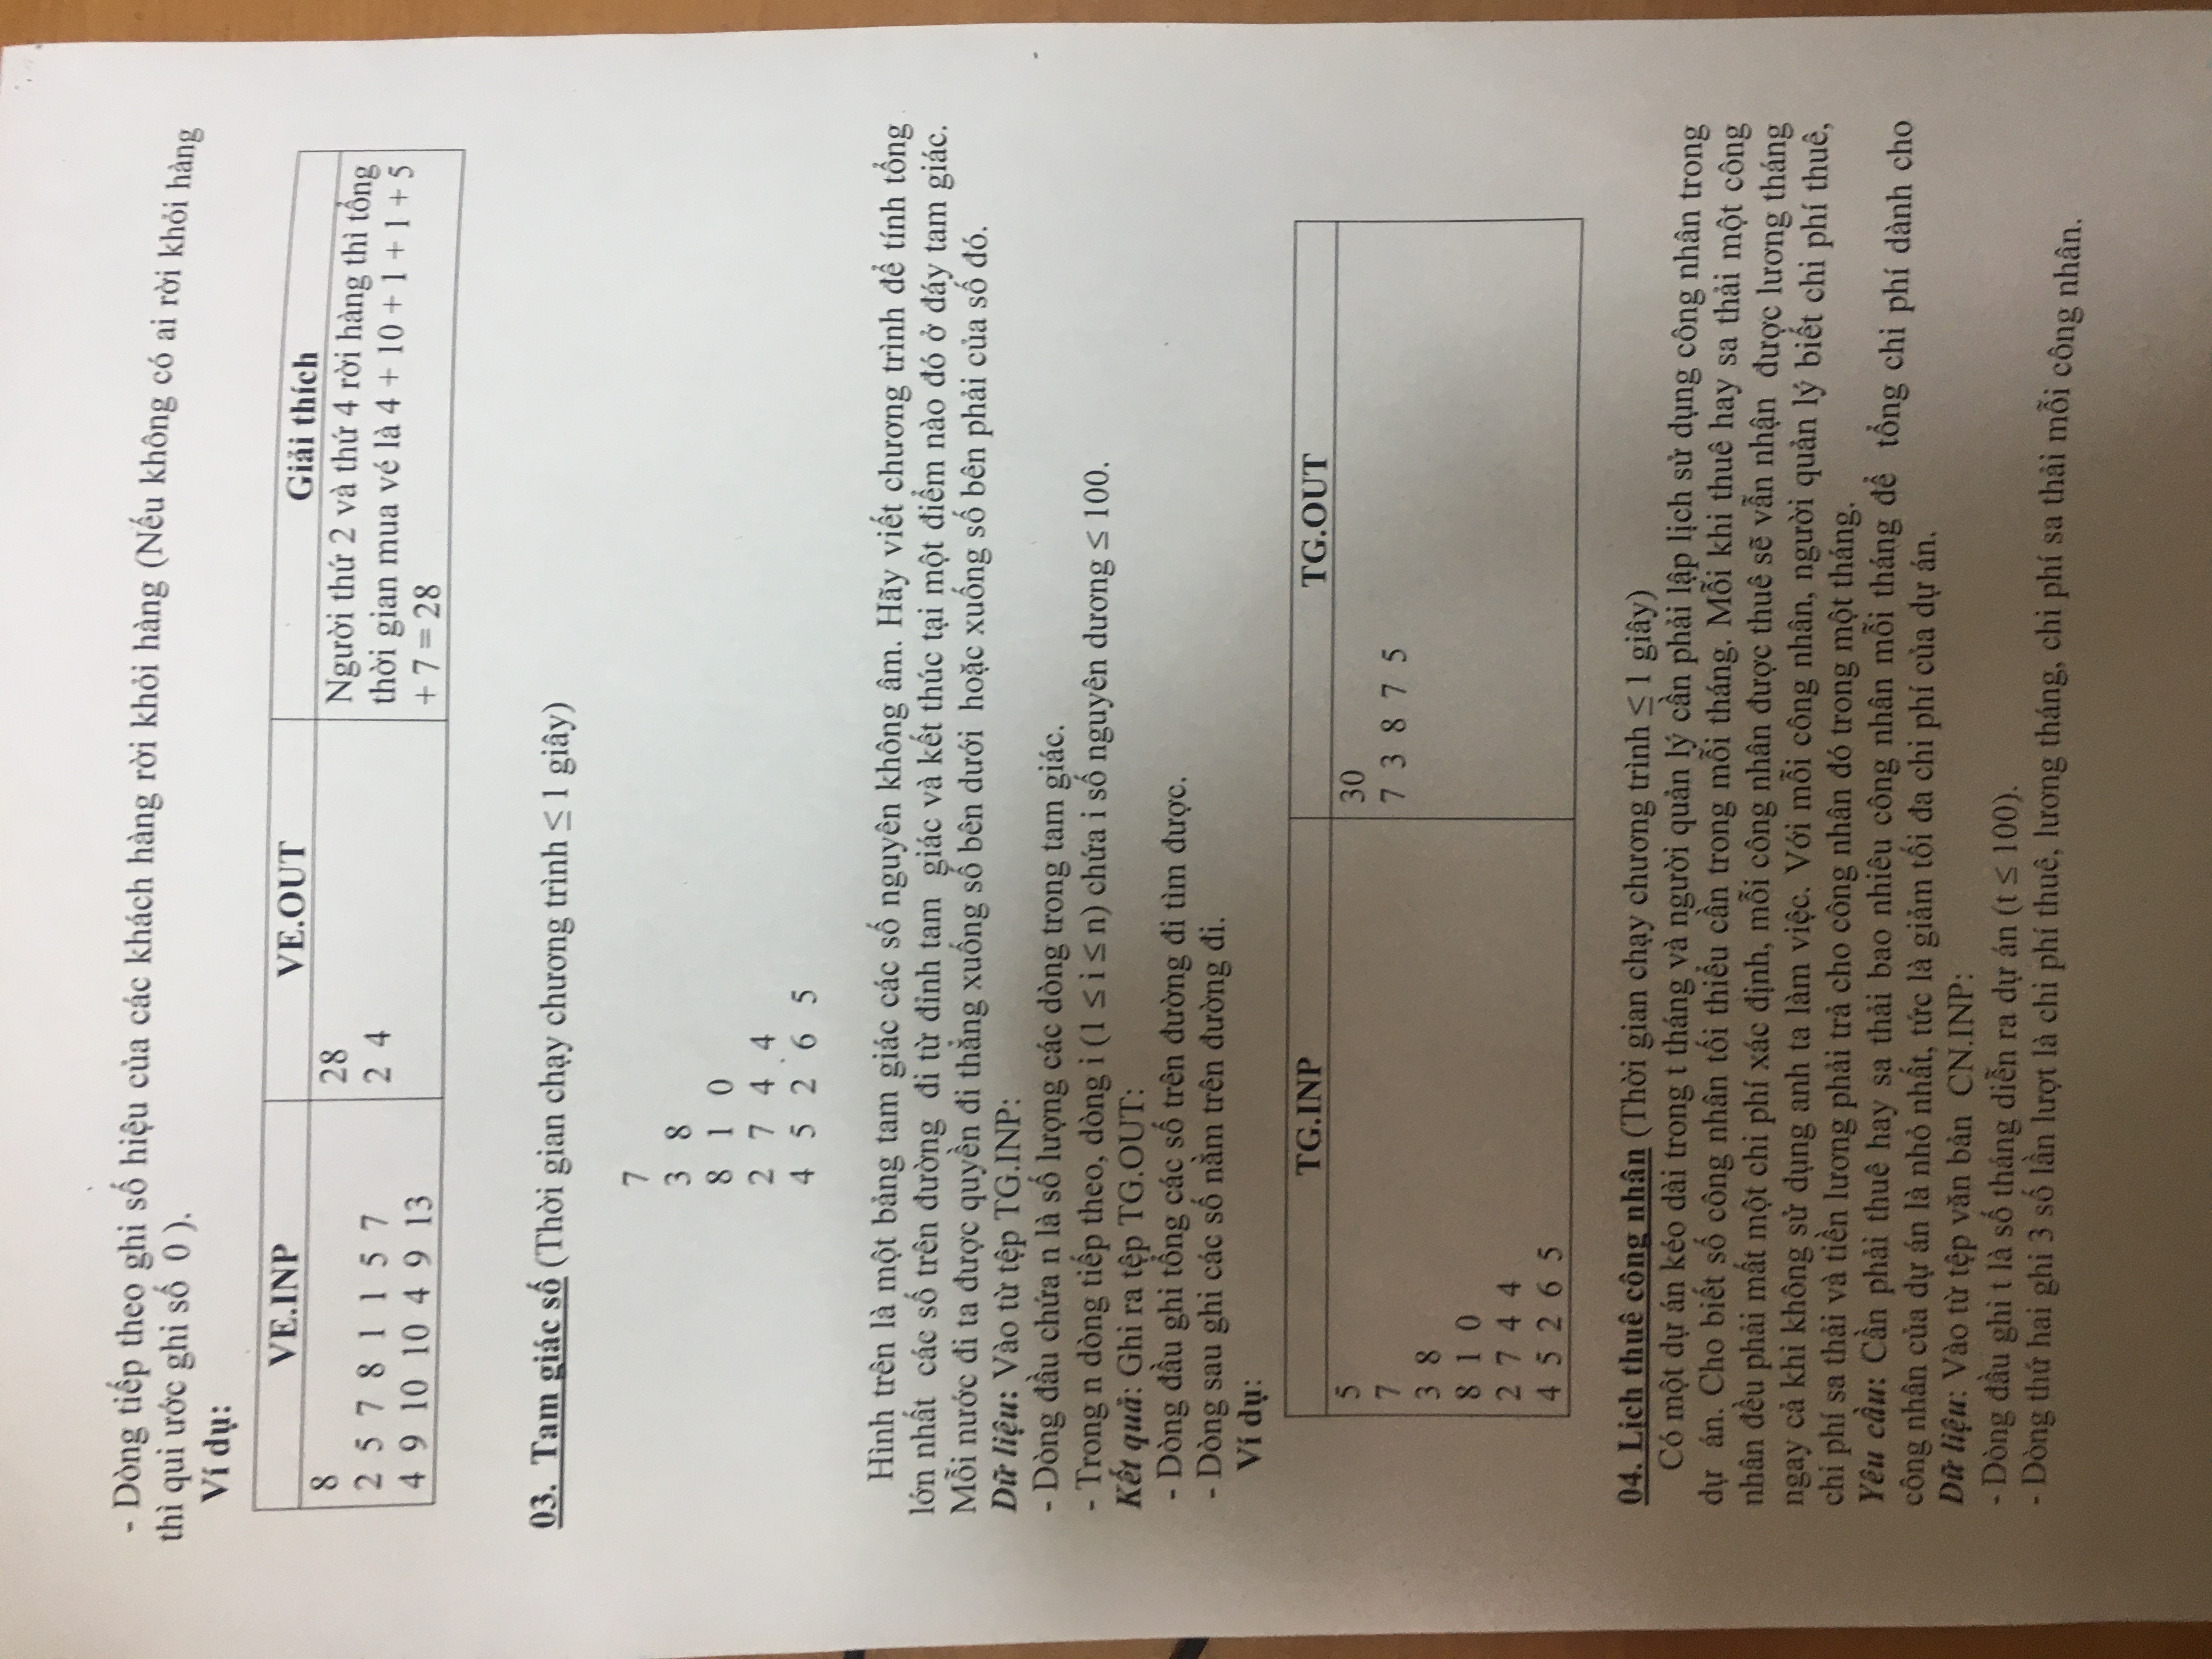 - Dòng tiếp theo ghi số hiệu của các khách hàng rời khỏi hàng (Nếu không có ai rời khỏi hàng
thì qui ước ghi số 0 ).
Ví dụ:
VE.INP VE.OUT Giải thích
8
2 5 7 8 1 1 5 7
4 9 10 10 4 9 13
28
2 4
Người thứ 2 và thứ 4 rời hàng thì tổng
thời gian mua vé là 4 + 10 + 1 + 1 + 5
+ 7 = 28
03. Tam giác số (Thời gian chạy chương trình ≤ 1 giây)
7
3 8
8 1 0
2 7 4 4
4 5 2 6 5
Hình trên là một bảng tam giác các số nguyên không âm. Hãy viết chương trình để tính tổng
lớn nhất các số trên đường đi từ đỉnh tam giác và kết thúc tại một điểm nào đó ở đáy tam giác.
Mỗi nước đi ta được quyền đi thẳng xuống số bên dưới hoặc xuống số bên phải của số đó.
Dữ liệu: Vào từ tệp TG.INP:
- Dòng đầu chứa n là số lượng các dòng trong tam giác.
- Trong n dòng tiếp theo, dòng i (1 ≤ i ≤ n) chứa i số nguyên dương ≤ 100.
Kết quả: Ghi ra tệp TG.OUT:
- Dòng đầu ghi tổng các số trên đường đi tìm được.
- Dòng sau ghi các số nằm trên đường đi.
Ví dụ:
TG.INP TG.OUT
5
7
3 8
8 1 0
2 7 4 4
4 5 2 6 5
30
7 3 8 7 5
04. Lịch thuê công nhân (Thời gian chạy chương trình ≤ 1 giây)
Có một dự án kéo dài trong t tháng và người quản lý cần phải lập lịch sử dụng công nhân trong
dự án. Cho biết số công nhân tối thiểu cần trong mỗi tháng. Mỗi khi thuê hay sa thải một công
nhân đều phải mất một chi phí xác định, mỗi công nhân được thuê sẽ vẫn nhận được lương tháng
ngay cả khi không sử dụng anh ta làm việc. Với mỗi công nhân, người quản lý biết chi phí thuê,
chi phí sa thải và tiền lương phải trả cho công nhân đó trong một tháng.
Yêu cầu: Cần phải thuê hay sa thải bao nhiêu công nhân mỗi tháng để tổng chi phí dành cho
công nhân của dự án là nhỏ nhất, tức là giảm tối đa chi phí của dự án.
Dữ liệu: Vào từ tệp văn bản CN.INP:
- Dòng đầu ghi t là số tháng diễn ra dự án (t ≤ 100).
- Dòng thứ hai ghi 3 số lần lượt là chi phí thuê, lương tháng, chi phí sa thải mỗi công nhân.